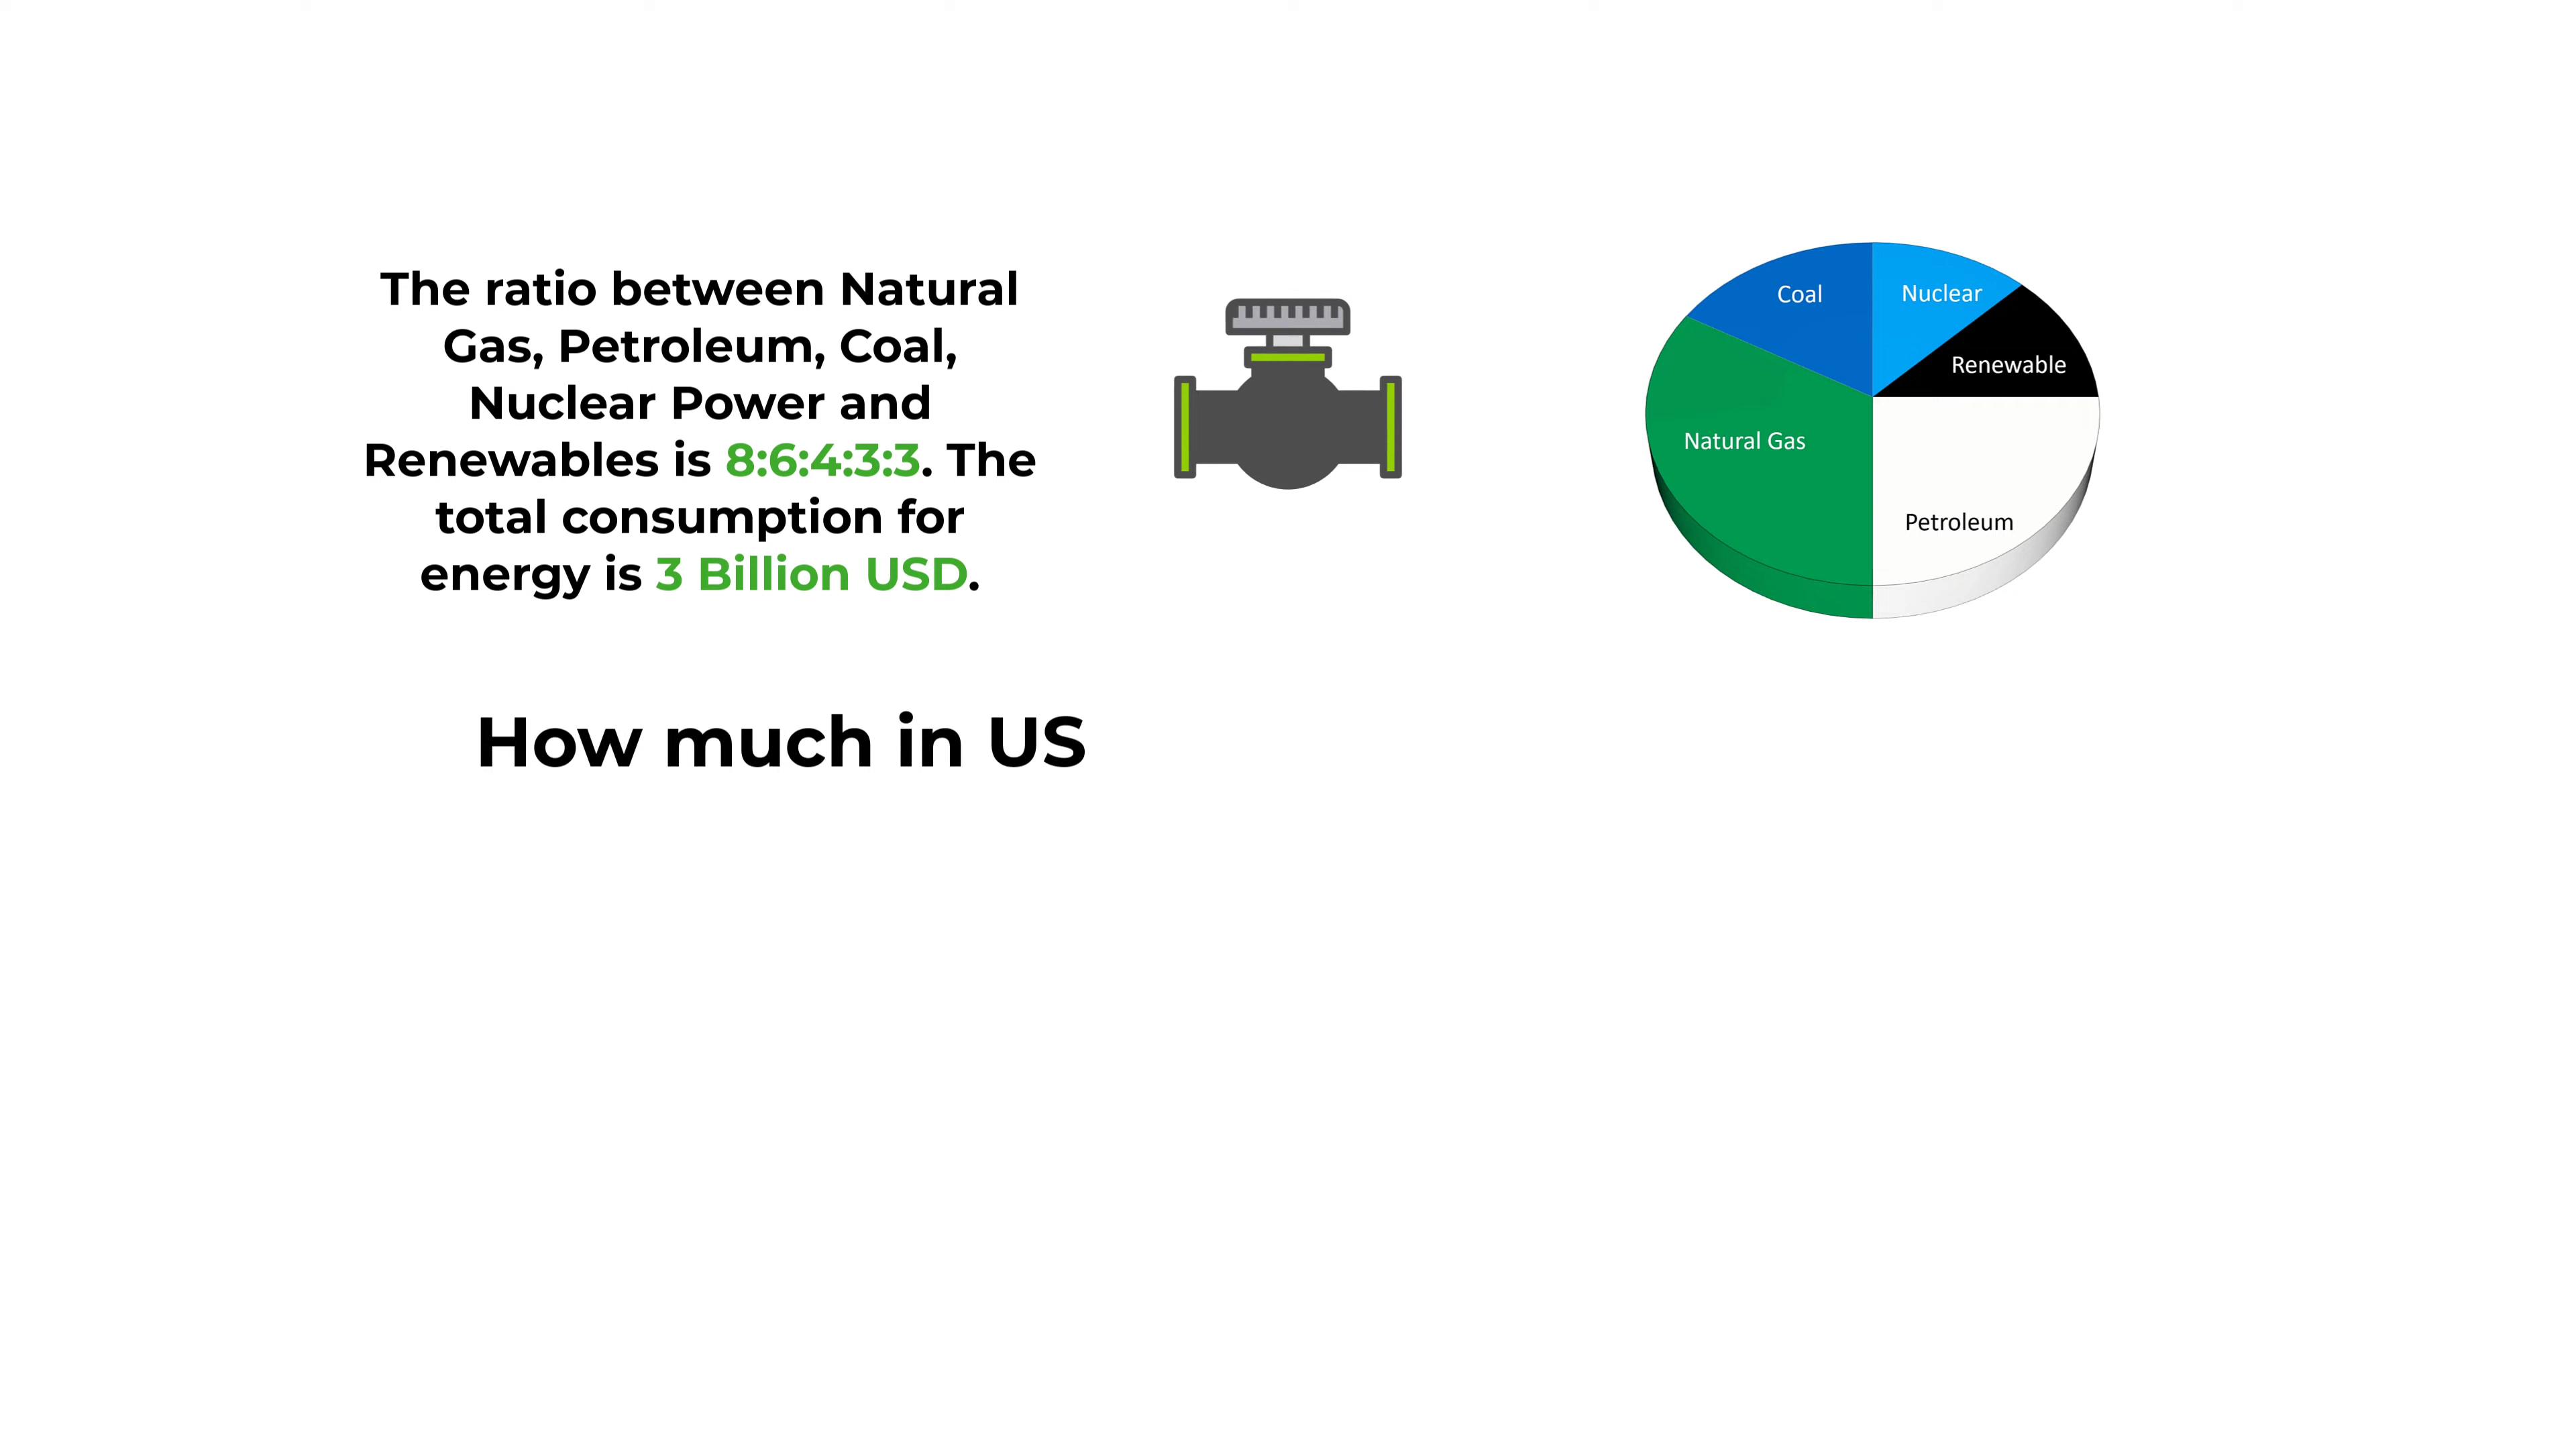 The ratio between Natural
Gas, Petroleum, Coal,
Nuclear Power and
Renewables is 8:6:4:3:3. The
total consumption for
energy is 3 Billion USD.
Coal
Nuclear
Renewable
Natural Gas
Petroleum
How much in US